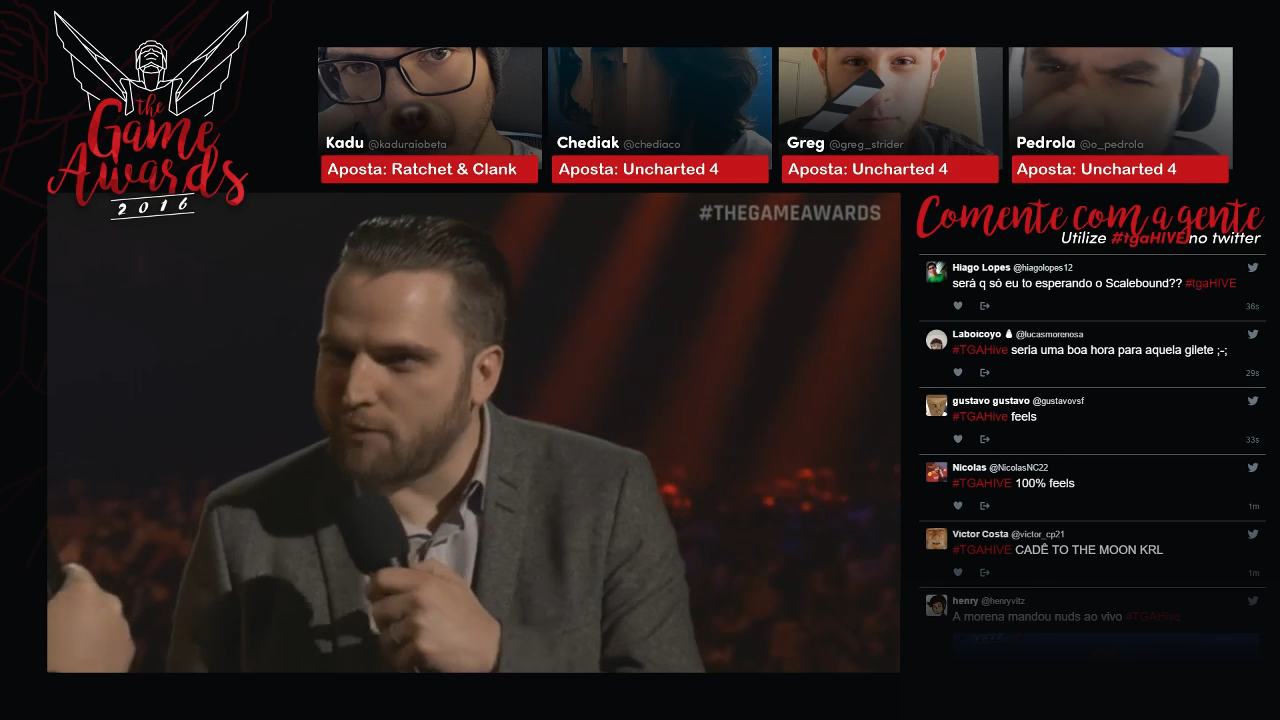 the
Game
Awards
2016
Kadu @kaduraiobeta
Aposta: Ratchet & Clank
Chediak @chediaco
Aposta: Uncharted 4
Greg @greg_strider
Aposta: Uncharted 4
Pedrola @o_pedrola
Aposta: Uncharted 4
#THEGAMEAWARDS
Comente com a gente
Utilize #tgaHIVE no twitter
Hiago Lopes @hiagolopes12
será q só eu to esperando o Scalebound?? #tgaHIVE
36s
Laboicoyo @lucasmorenosa
#TGAHive seria uma boa hora para aquela gilete ;-;
29s
gustavo gustavo @gustavovsf
#TGAHive feels
33s
Nicolas @NicolasNC22
#TGAHIVE 100% feels
1m
Victor Costa @victor_cp21
#TGAHIVE CADÊ TO THE MOON KRL
1m
henry @henryvitz
A morena mandou nuds ao vivo #TGAHive